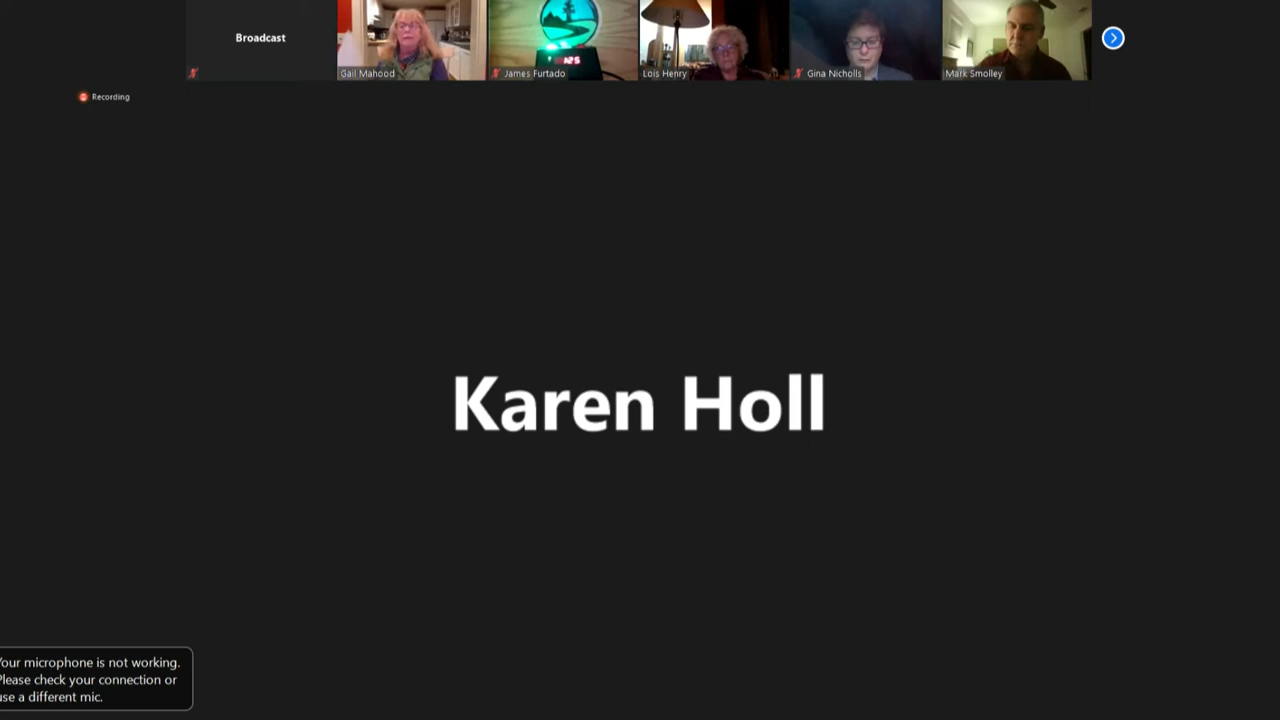 Broadcast
Gail Mahood
James Furtado
Lois Henry
Gina Nicholls
Mark Smolley
Recording
Karen Holl
Your microphone is not working.
Please check your connection or
use a different mic.